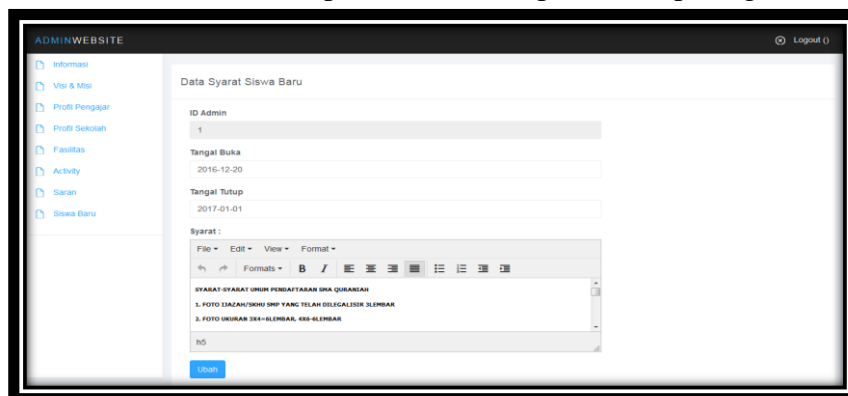 ADMINWEBSITE
Logout ()
Informasi
Visi & Misi
Profil Pengajar
Profil Sekolah
Fasilitas
Activity
Saran
Siswa Baru
Data Syarat Siswa Baru
ID Admin
1
Tangal Buka
2016-12-20
Tangal Tutup
2017-01-01
Syarat :
File Edit View Format
Formats B I
SYARAT-SYARAT UMUM PENDAFTARAN SMA QURANIAH
1. FOTO IJAZAH/SKHU SMP YANG TELAH DILEGALISIR 3LEMBAR
2. FOTO UKURAN 3X4=6LEMBAR, 4X6-6LEMBAR
h5
Ubah